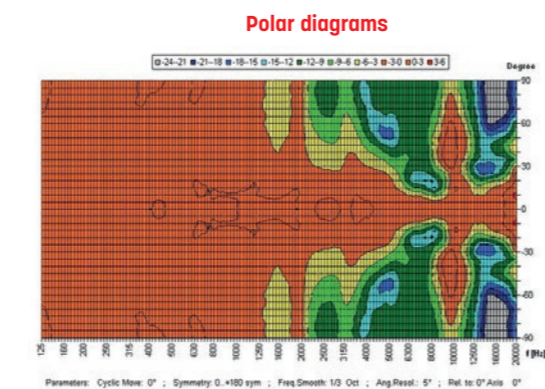 Polar diagrams
-24--21 -21--18 -18--15 -15--12 -12--9 -9--6 -6--3 -3-0 0-3 3-6
Degree
90
60
30
0
-30
-60
-90
125 160 200 250 315 400 500 630 800 1000 1250 1600 2000 2500 3150 4000 5000 6300 8000 10000 12500 16000 20000
f [Hz]
Parameters: Cyclic Move: 0° ; Symmetry: 0..+180 sym ; Freq.Smooth: 1/3 Oct ; Ang.Resol.: 5° ; Rel. to: 0° Axis 0°